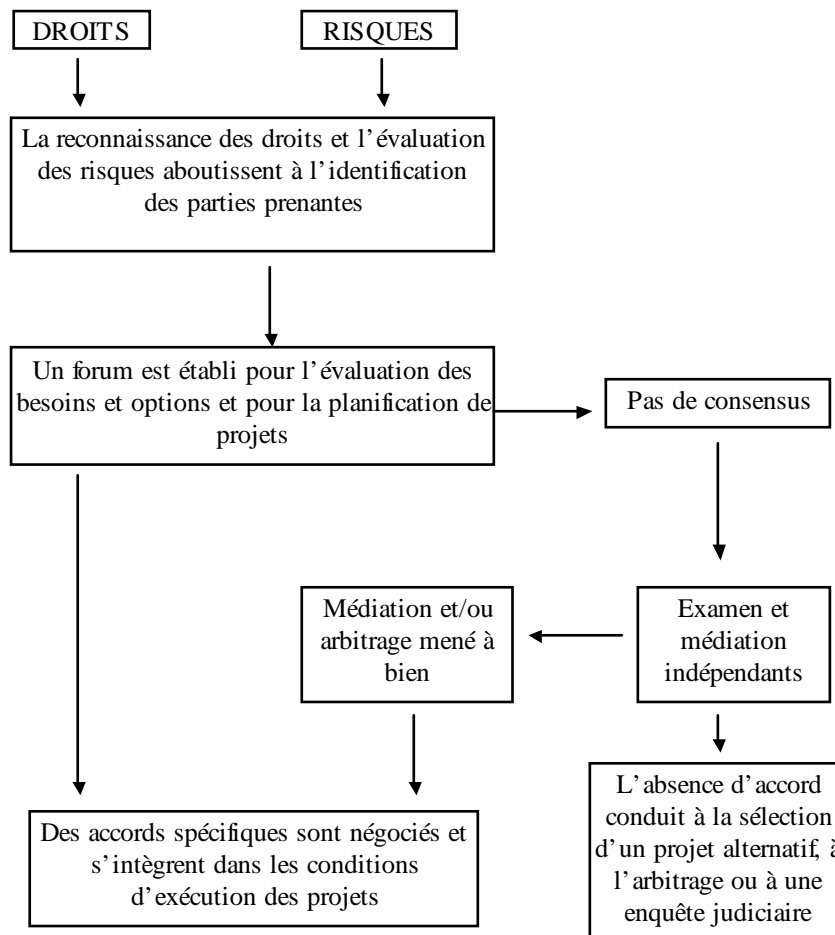 DROITS
RISQUES
La reconnaissance des droits et l'évaluation
des risques aboutissent à l'identification
des parties prenantes
Un forum est établi pour l'évaluation des
besoins et options et pour la planification de
projets
Pas de consensus
Médiation et/ou
arbitrage mené à
bien
Examen et
médiation
indépendants
Des accords spécifiques sont négociés et
s'intègrent dans les conditions
d'exécution des projets
L'absence d'accord
conduit à la sélection
d'un projet alternatif, à
l'arbitrage ou à une
enquête judiciaire